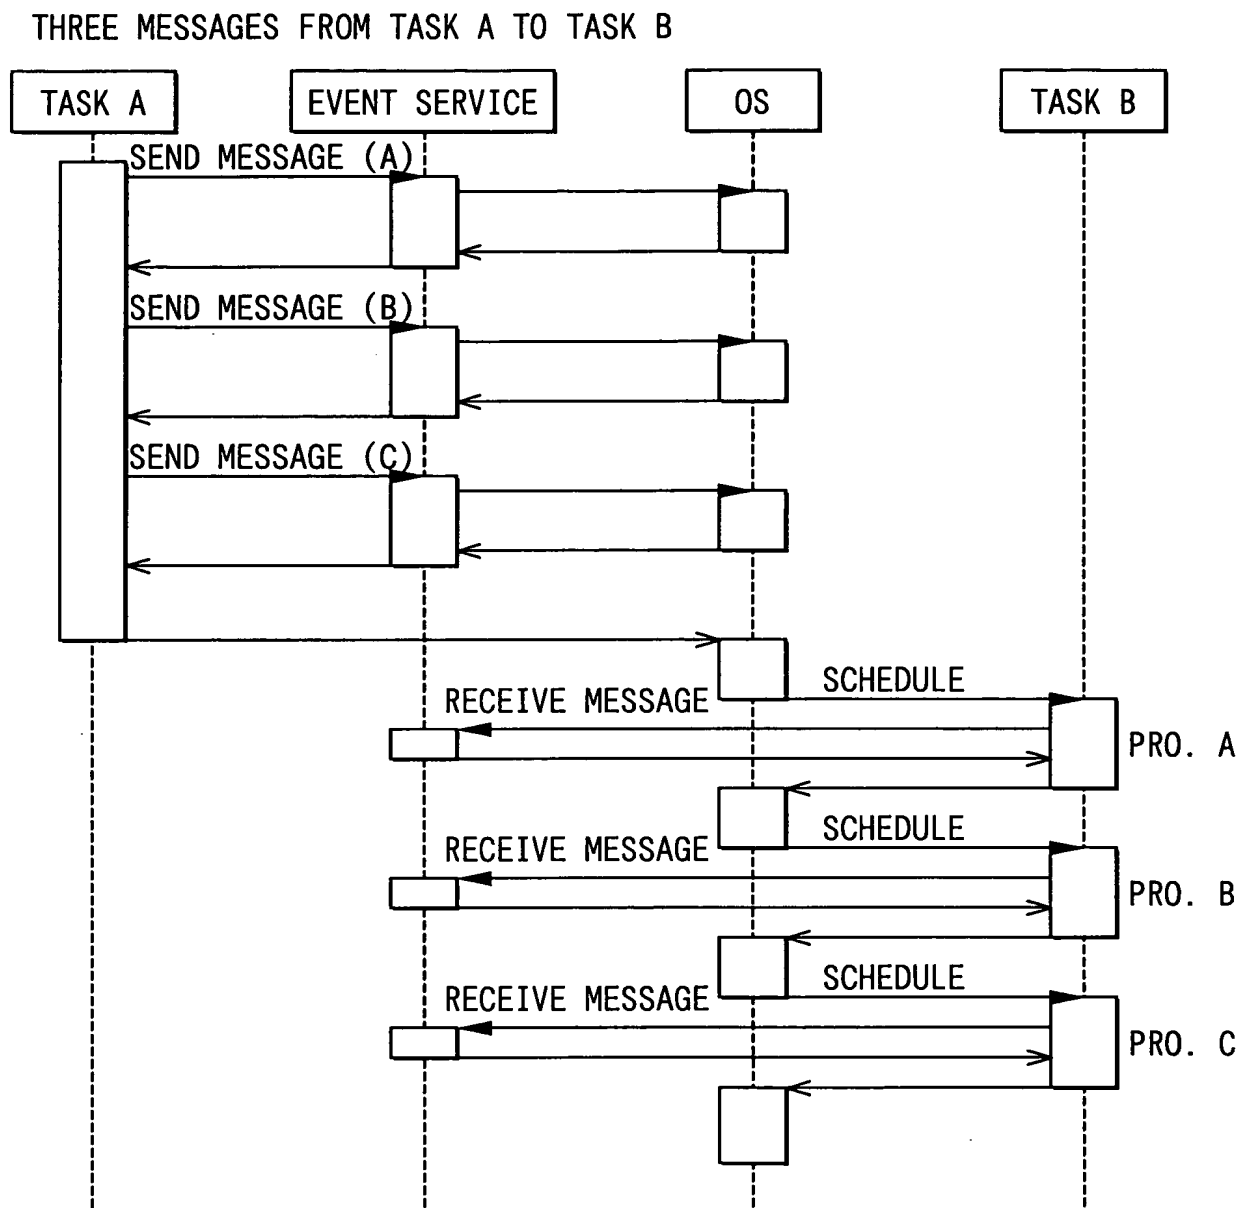 THREE MESSAGES FROM TASK A TO TASK B
TASK A
EVENT SERVICE
OS
TASK B
SEND MESSAGE (A)
SEND MESSAGE (B)
SEND MESSAGE (C)
SCHEDULE
RECEIVE MESSAGE
PRO. A
SCHEDULE
RECEIVE MESSAGE
PRO. B
SCHEDULE
RECEIVE MESSAGE
PRO. C